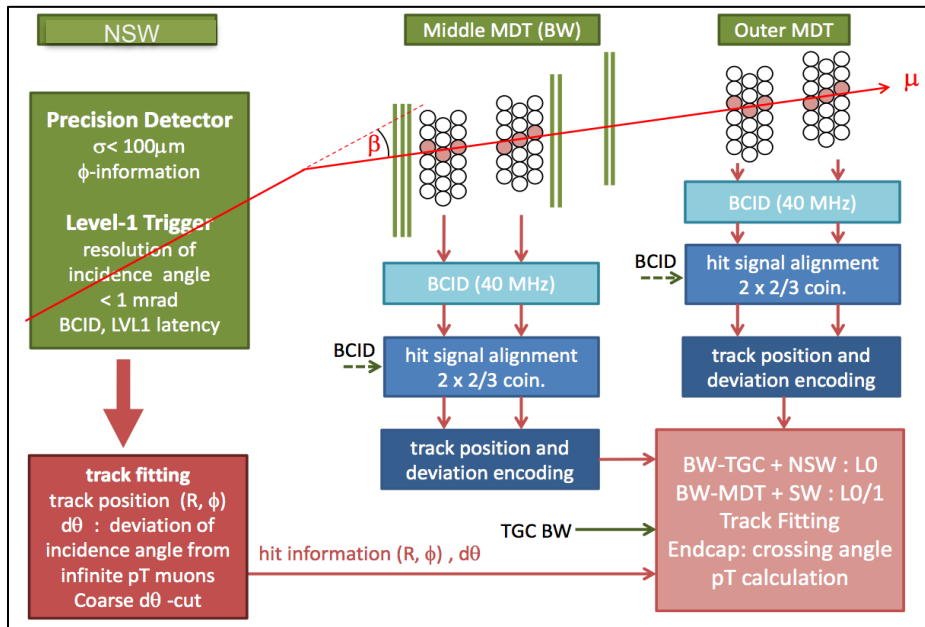 NSW
Middle MDT (BW)
Outer MDT
μ
Precision Detector
σ< 100μm
ϕ-information
Level-1 Trigger
resolution of
incidence angle
< 1 mrad
BCID, LVL1 latency
β
BCID (40 MHz)
BCID
hit signal alignment
2 x 2/3 coin.
track position and
deviation encoding
BCID (40 MHz)
BCID
hit signal alignment
2 x 2/3 coin.
track position and
deviation encoding
track fitting
track position (R, ϕ)
dθ : deviation of
incidence angle from
infinite pT muons
Coarse dθ -cut
hit information (R, ϕ) , dθ
TGC BW
BW-TGC + NSW : L0
BW-MDT + SW : L0/1
Track Fitting
Endcap: crossing angle
pT calculation